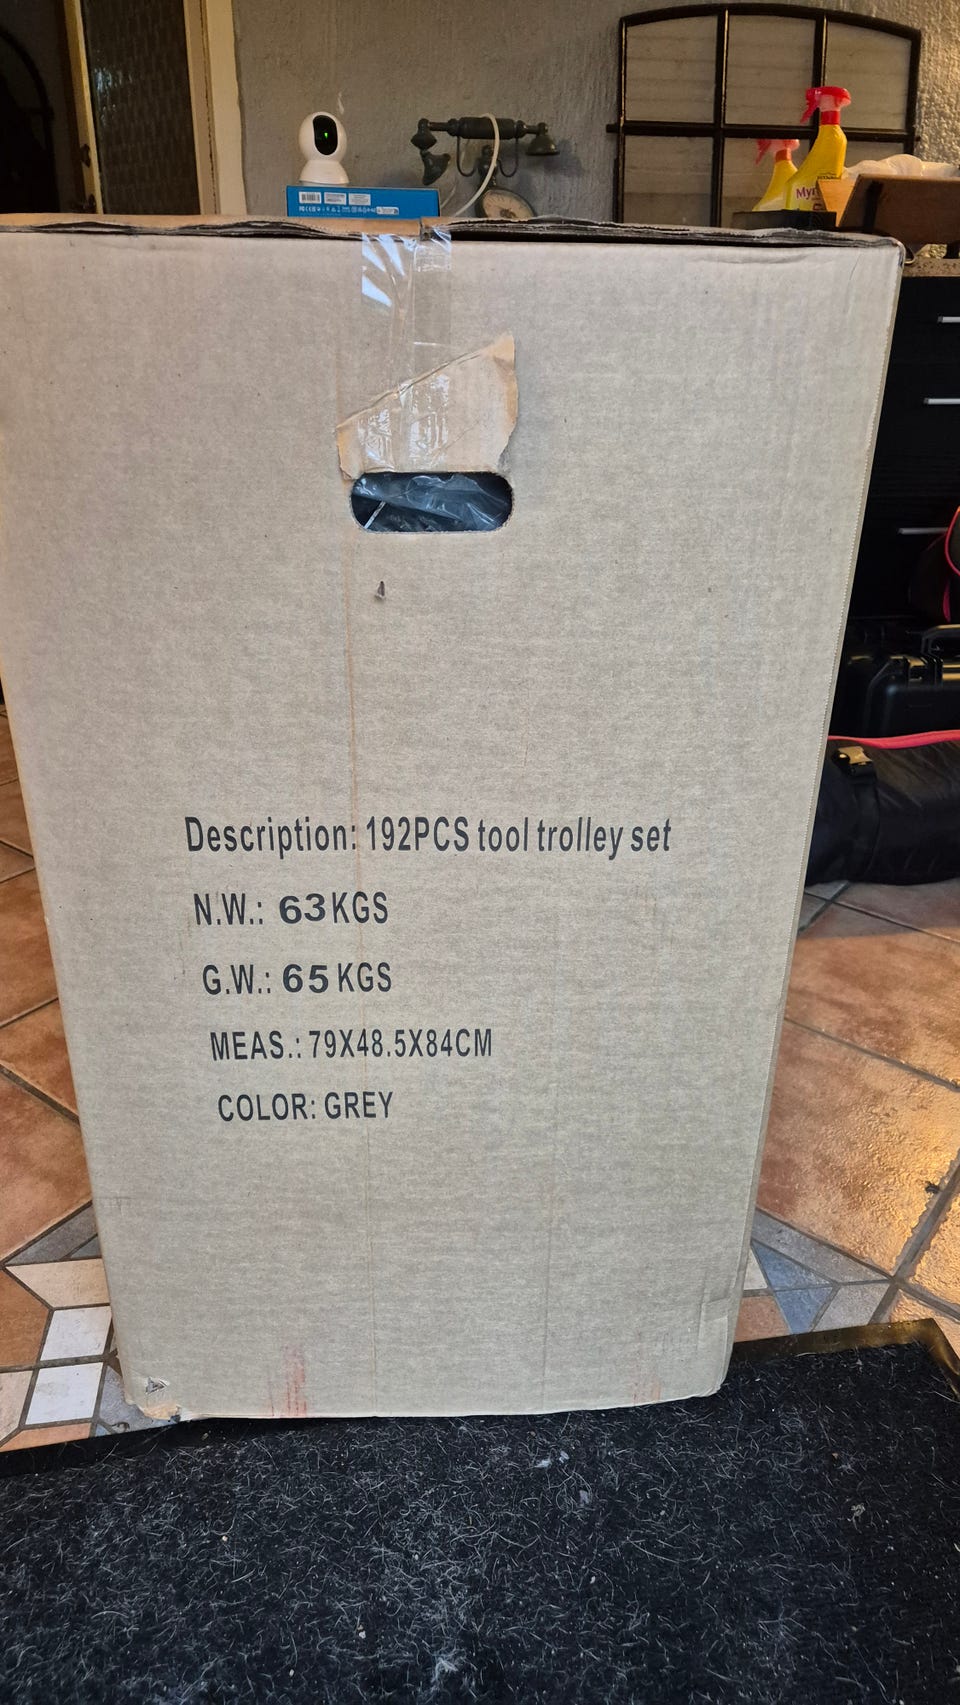 Description: 192PCS tool trolley set
N.W.: 63KGS
G.W.: 65KGS
MEAS.: 79X48.5X84CM
COLOR: GREY